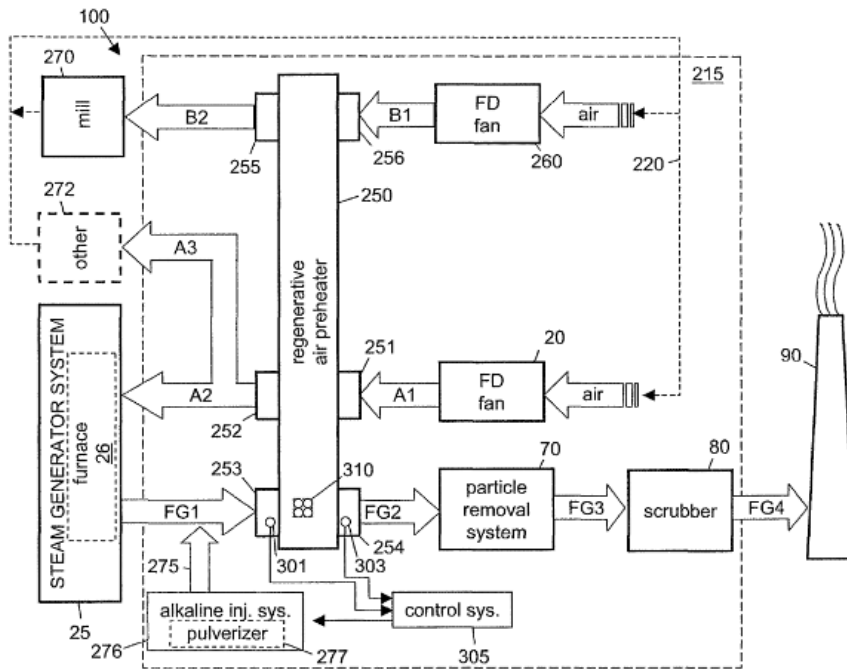 100
270
mill
B2
255
256
B1
FD
fan
260
air
215
220
250
272
other
A3
regenerative
air preheater
251
20
FD
fan
A1
air
A2
252
90
STEAM GENERATOR SYSTEM
furnace
26
253
310
70
80
FG1
FG2
particle
removal
system
FG3
scrubber
FG4
254
301
303
275
25
alkaline inj. sys.
pulverizer
control sys.
276
277
305